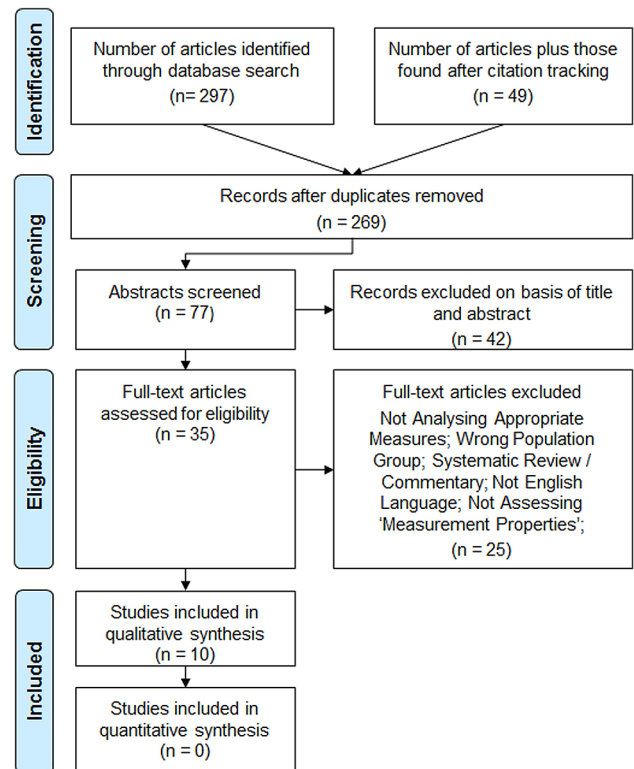 Identification
Number of articles identified
through database search
(n= 297)
Number of articles plus those
found after citation tracking
(n = 49)
Screening
Records after duplicates removed
(n = 269)
Abstracts screened
(n = 77)
Records excluded on basis of title
and abstract
(n = 42)
Eligibility
Full-text articles
assessed for eligibility
(n = 35)
Full-text articles excluded
Not Analysing Appropriate
Measures; Wrong Population
Group; Systematic Review /
Commentary; Not English
Language; Not Assessing
‘Measurement Properties’;
(n = 25)
Included
Studies included in
qualitative synthesis
(n = 10)
Studies included in
quantitative synthesis
(n = 0)